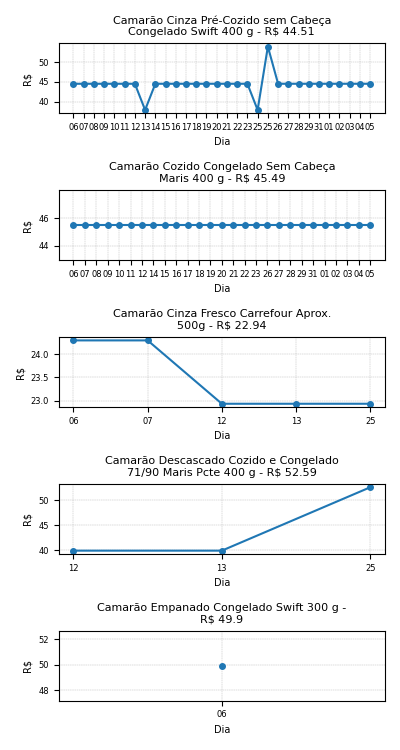 Camarão Cinza Pré-Cozido sem Cabeça
Congelado Swift 400 g - R$ 44.51
50
45
40
R$
06 07 08 09 10 11 12 13 14 15 16 17 18 19 20 21 22 23 24 25 26 27 28 29 31 01 02 03 04 05
Dia
Camarão Cozido Congelado Sem Cabeça
Maris 400 g - R$ 45.49
46
44
R$
06 07 08 09 10 11 12 14 15 16 17 18 19 20 21 22 23 24 25 26 27 28 29 31 01 02 03 04 05
Dia
Camarão Cinza Fresco Carrefour Aprox.
500g - R$ 22.94
24.0
23.5
23.0
R$
06 07 12 13 25
Dia
Camarão Descascado Cozido e Congelado
71/90 Maris Pcte 400 g - R$ 52.59
50
45
40
R$
12 13 25
Dia
Camarão Empanado Congelado Swift 300 g -
R$ 49.9
52
50
48
R$
06
Dia